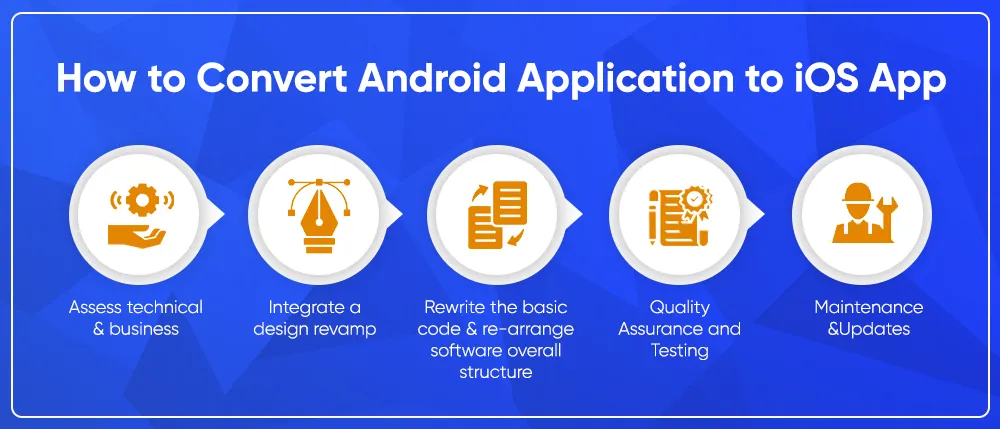 How to Convert Android Application to iOS App
Assess technical
& business
Integrate a
design revamp
Rewrite the basic
code & re-arrange
software overall
structure
Quality
Assurance and
Testing
Maintenance
&Updates